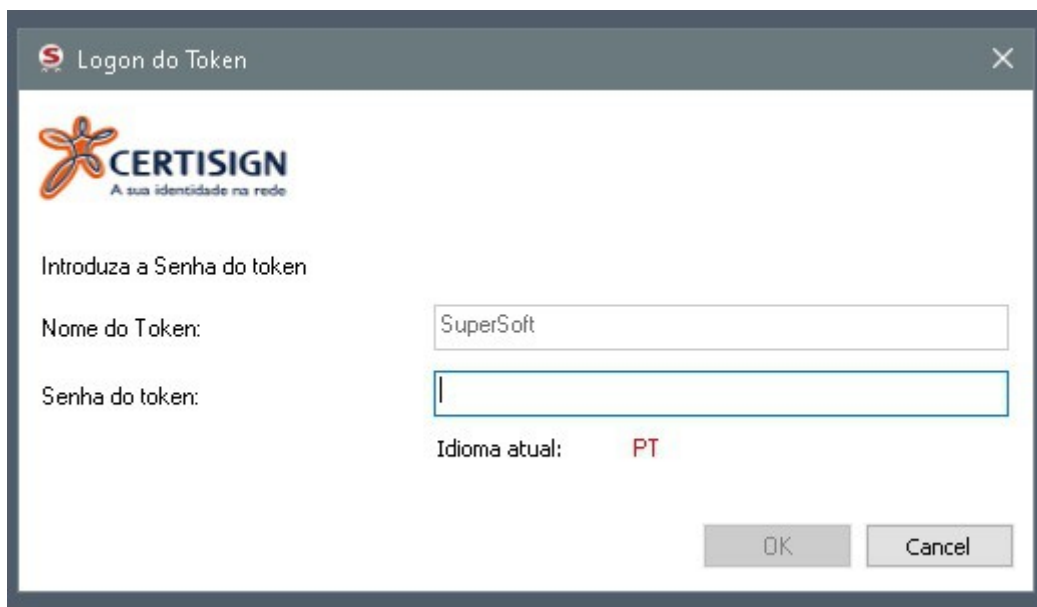 Logon do Token
CERTISIGN
A sua identidade na rede
Introduza a Senha do token
Nome do Token: SuperSoft
Senha do token:
Idioma atual: PT
OK Cancel